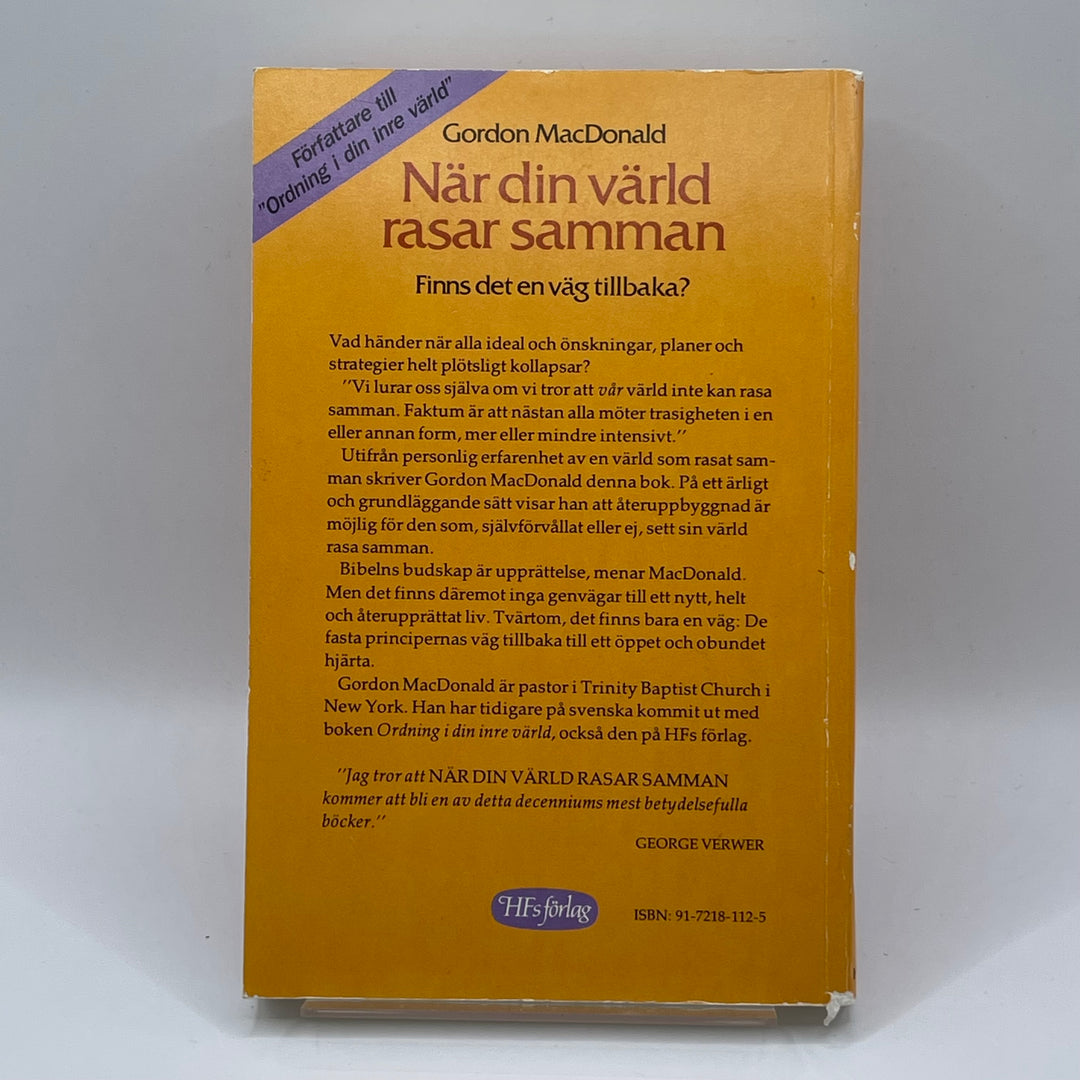 Författare till
"Ordning i din inre värld"
Gordon MacDonald
När din värld
rasar samman
Finns det en väg tillbaka?
Vad händer när alla ideal och önskningar, planer och
strategier helt plötsligt kollapsar?
"Vi lurar oss själva om vi tror att vår värld inte kan rasa
samman. Faktum är att nästan alla möter trasigheten i en
eller annan form, mer eller mindre intensivt."
Utifrån personlig erfarenhet av en värld som rasat sam-
man skriver Gordon MacDonald denna bok. På ett ärligt
och grundläggande sätt visar han att återuppbyggnad är
möjlig för den som, självförvållat eller ej, sett sin värld
rasa samman.
Bibelns budskap är upprättelse, menar MacDonald.
Men det finns däremot inga genvägar till ett nytt, helt
och återupprättat liv. Tvärtom, det finns bara en väg: De
fasta principernas väg tillbaka till ett öppet och obundet
hjärta.
Gordon MacDonald är pastor i Trinity Baptist Church i
New York. Han har tidigare på svenska kommit ut med
boken Ordning i din inre värld, också den på HFs förlag.
"Jag tror att NÄR DIN VÄRLD RASAR SAMMAN
kommer att bli en av detta decenniums mest betydelsefulla
böcker."
GEORGE VERWER
HFs förlag
ISBN: 91-7218-112-5